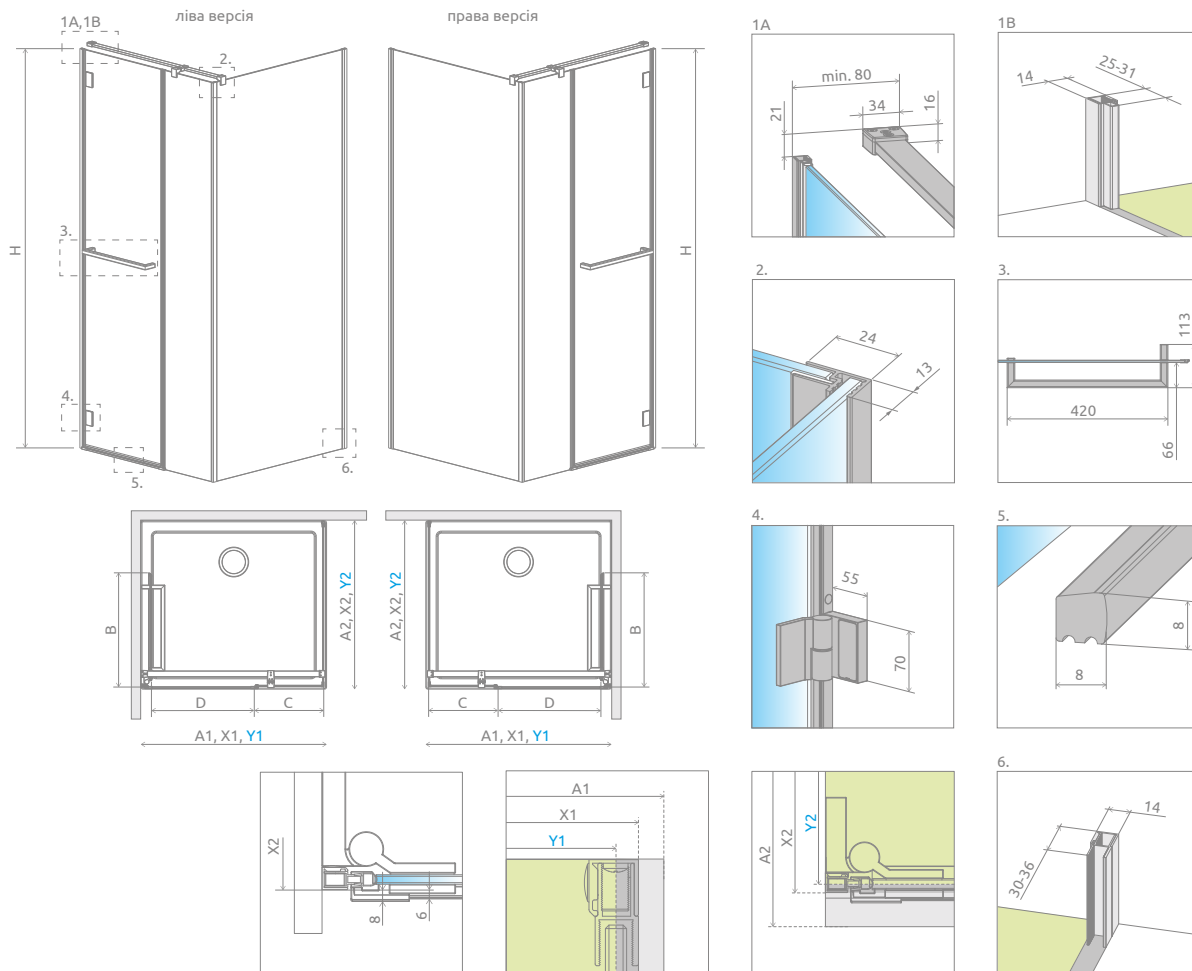 ліва версія
права версія
1A,1B
2.
3.
4.
5.
6.
H
H
1A
min. 80
34
16
21
1B
14
25-31
2.
24
13
3.
113
420
66
4.
55
70
5.
8
8
6.
14
30-36
B
D
C
A2, X2, Y2
A1, X1, Y1
A2, X2, Y2
B
C
D
A1, X1, Y1
X2
8
6
A1
X1
Y1
A2
X2
Y2